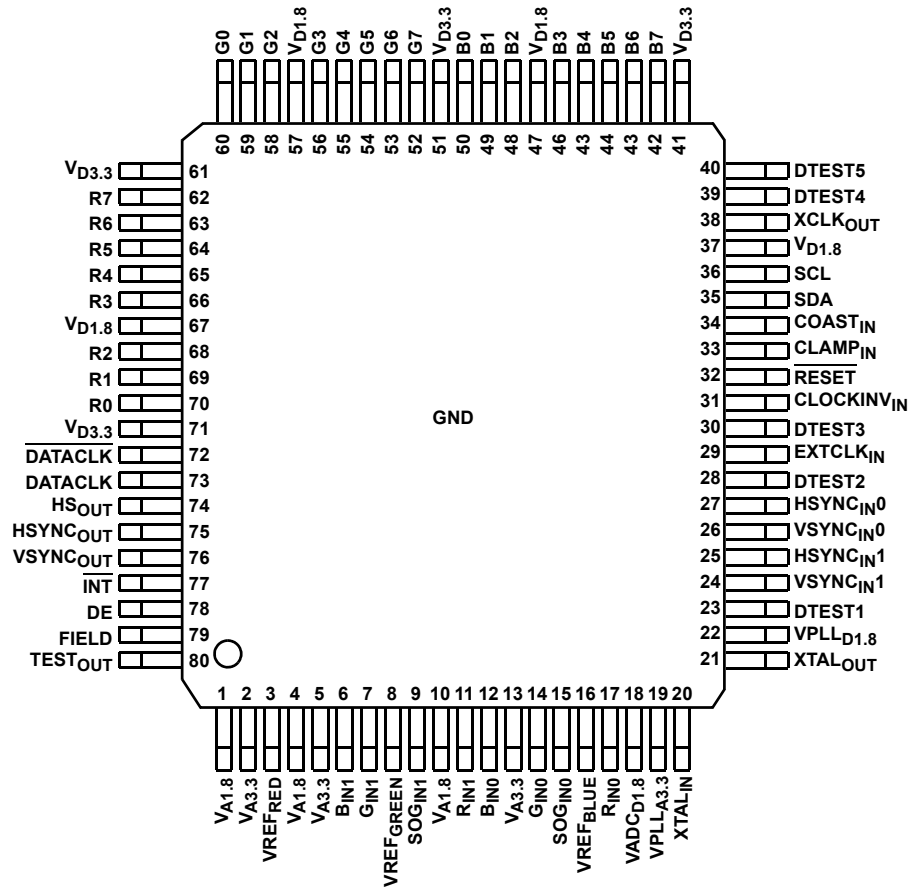 G0 G1 G2 VD1.8 G3 G4 G5 G6 G7 VD3.3 B0 B1 B2 VD1.8 B3 B4 B5 B6 B7 VD3.3
60 59 58 57 56 55 54 53 52 51 50 49 48 47 46 43 44 43 42 41
VD3.3 61 40 DTEST5
R7 62 39 DTEST4
R6 63 38 XCLKOUT
R5 64 37 VD1.8
R4 65 36 SCL
R3 66 35 SDA
VD1.8 67 34 COASTIN
R2 68 33 CLAMPIN
R1 69 32 RESET
R0 70 31 CLOCKINVIN
GND
VD3.3 71 30 DTEST3
DATACLK 72 29 EXTCLKIN
DATACLK 73 28 DTEST2
HSOUT 74 27 HSYNCIN0
HSYNCOUT 75 26 VSYNCIN0
VSYNCOUT 76 25 HSYNCIN1
INT 77 24 VSYNCIN1
DE 78 23 DTEST1
FIELD 79 22 VPLLD1.8
TESTOUT 80 21 XTALOUT
1 2 3 4 5 6 7 8 9 10 11 12 13 14 15 16 17 18 19 20
VA1.8 VA3.3 VREFRED VA1.8 VA3.3 BIN1 GIN1 VREFGREEN SOGIN1 VA1.8 RIN1 BIN0 VA3.3 GIN0 SOGIN0 VREFBLUE RIN0 VADCD1.8 VPLLA3.3 XTALIN